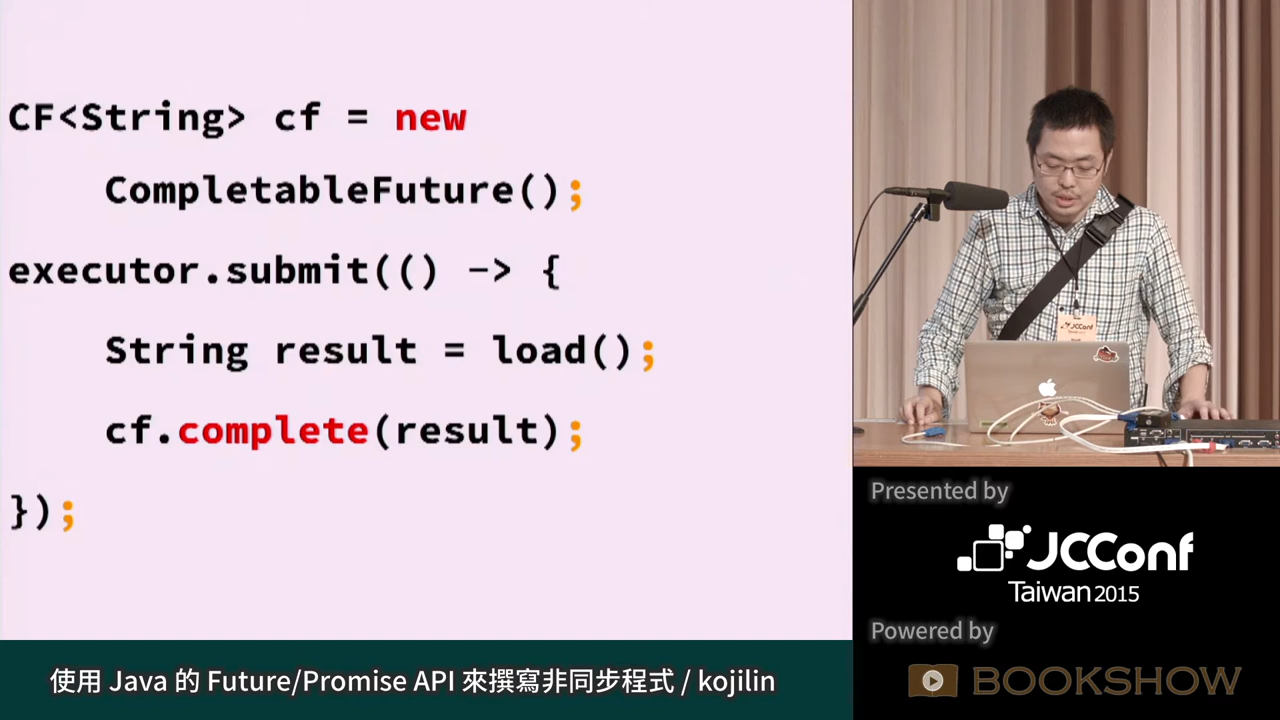 CF<String> cf = new
CompletableFuture();
executor.submit(() -> {
String result = load();
cf.complete(result);
});
JCConf
Presented by
JCConf
Taiwan 2015
Powered by
BOOKSHOW
使用 Java 的 Future/Promise API 來撰寫非同步程式 / kojilin